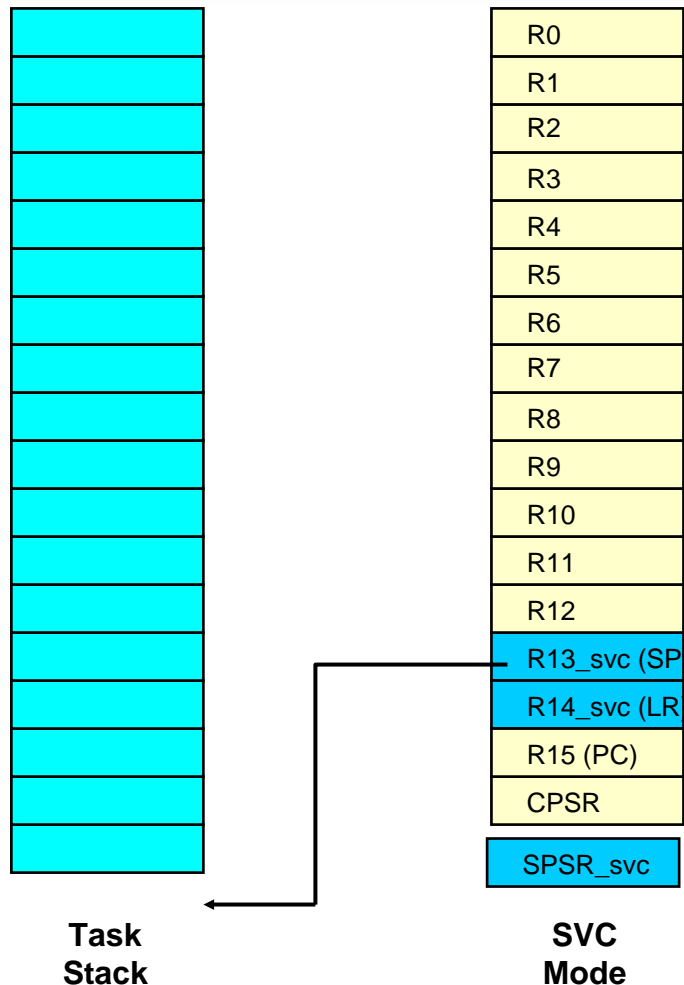 R0
R1
R2
R3
R4
R5
R6
R7
R8
R9
R10
R11
R12
R13_svc (SP
R14_svc (LR)
R15 (PC)
CPSR
SPSR_svc
Task
Stack
SVC
Mode